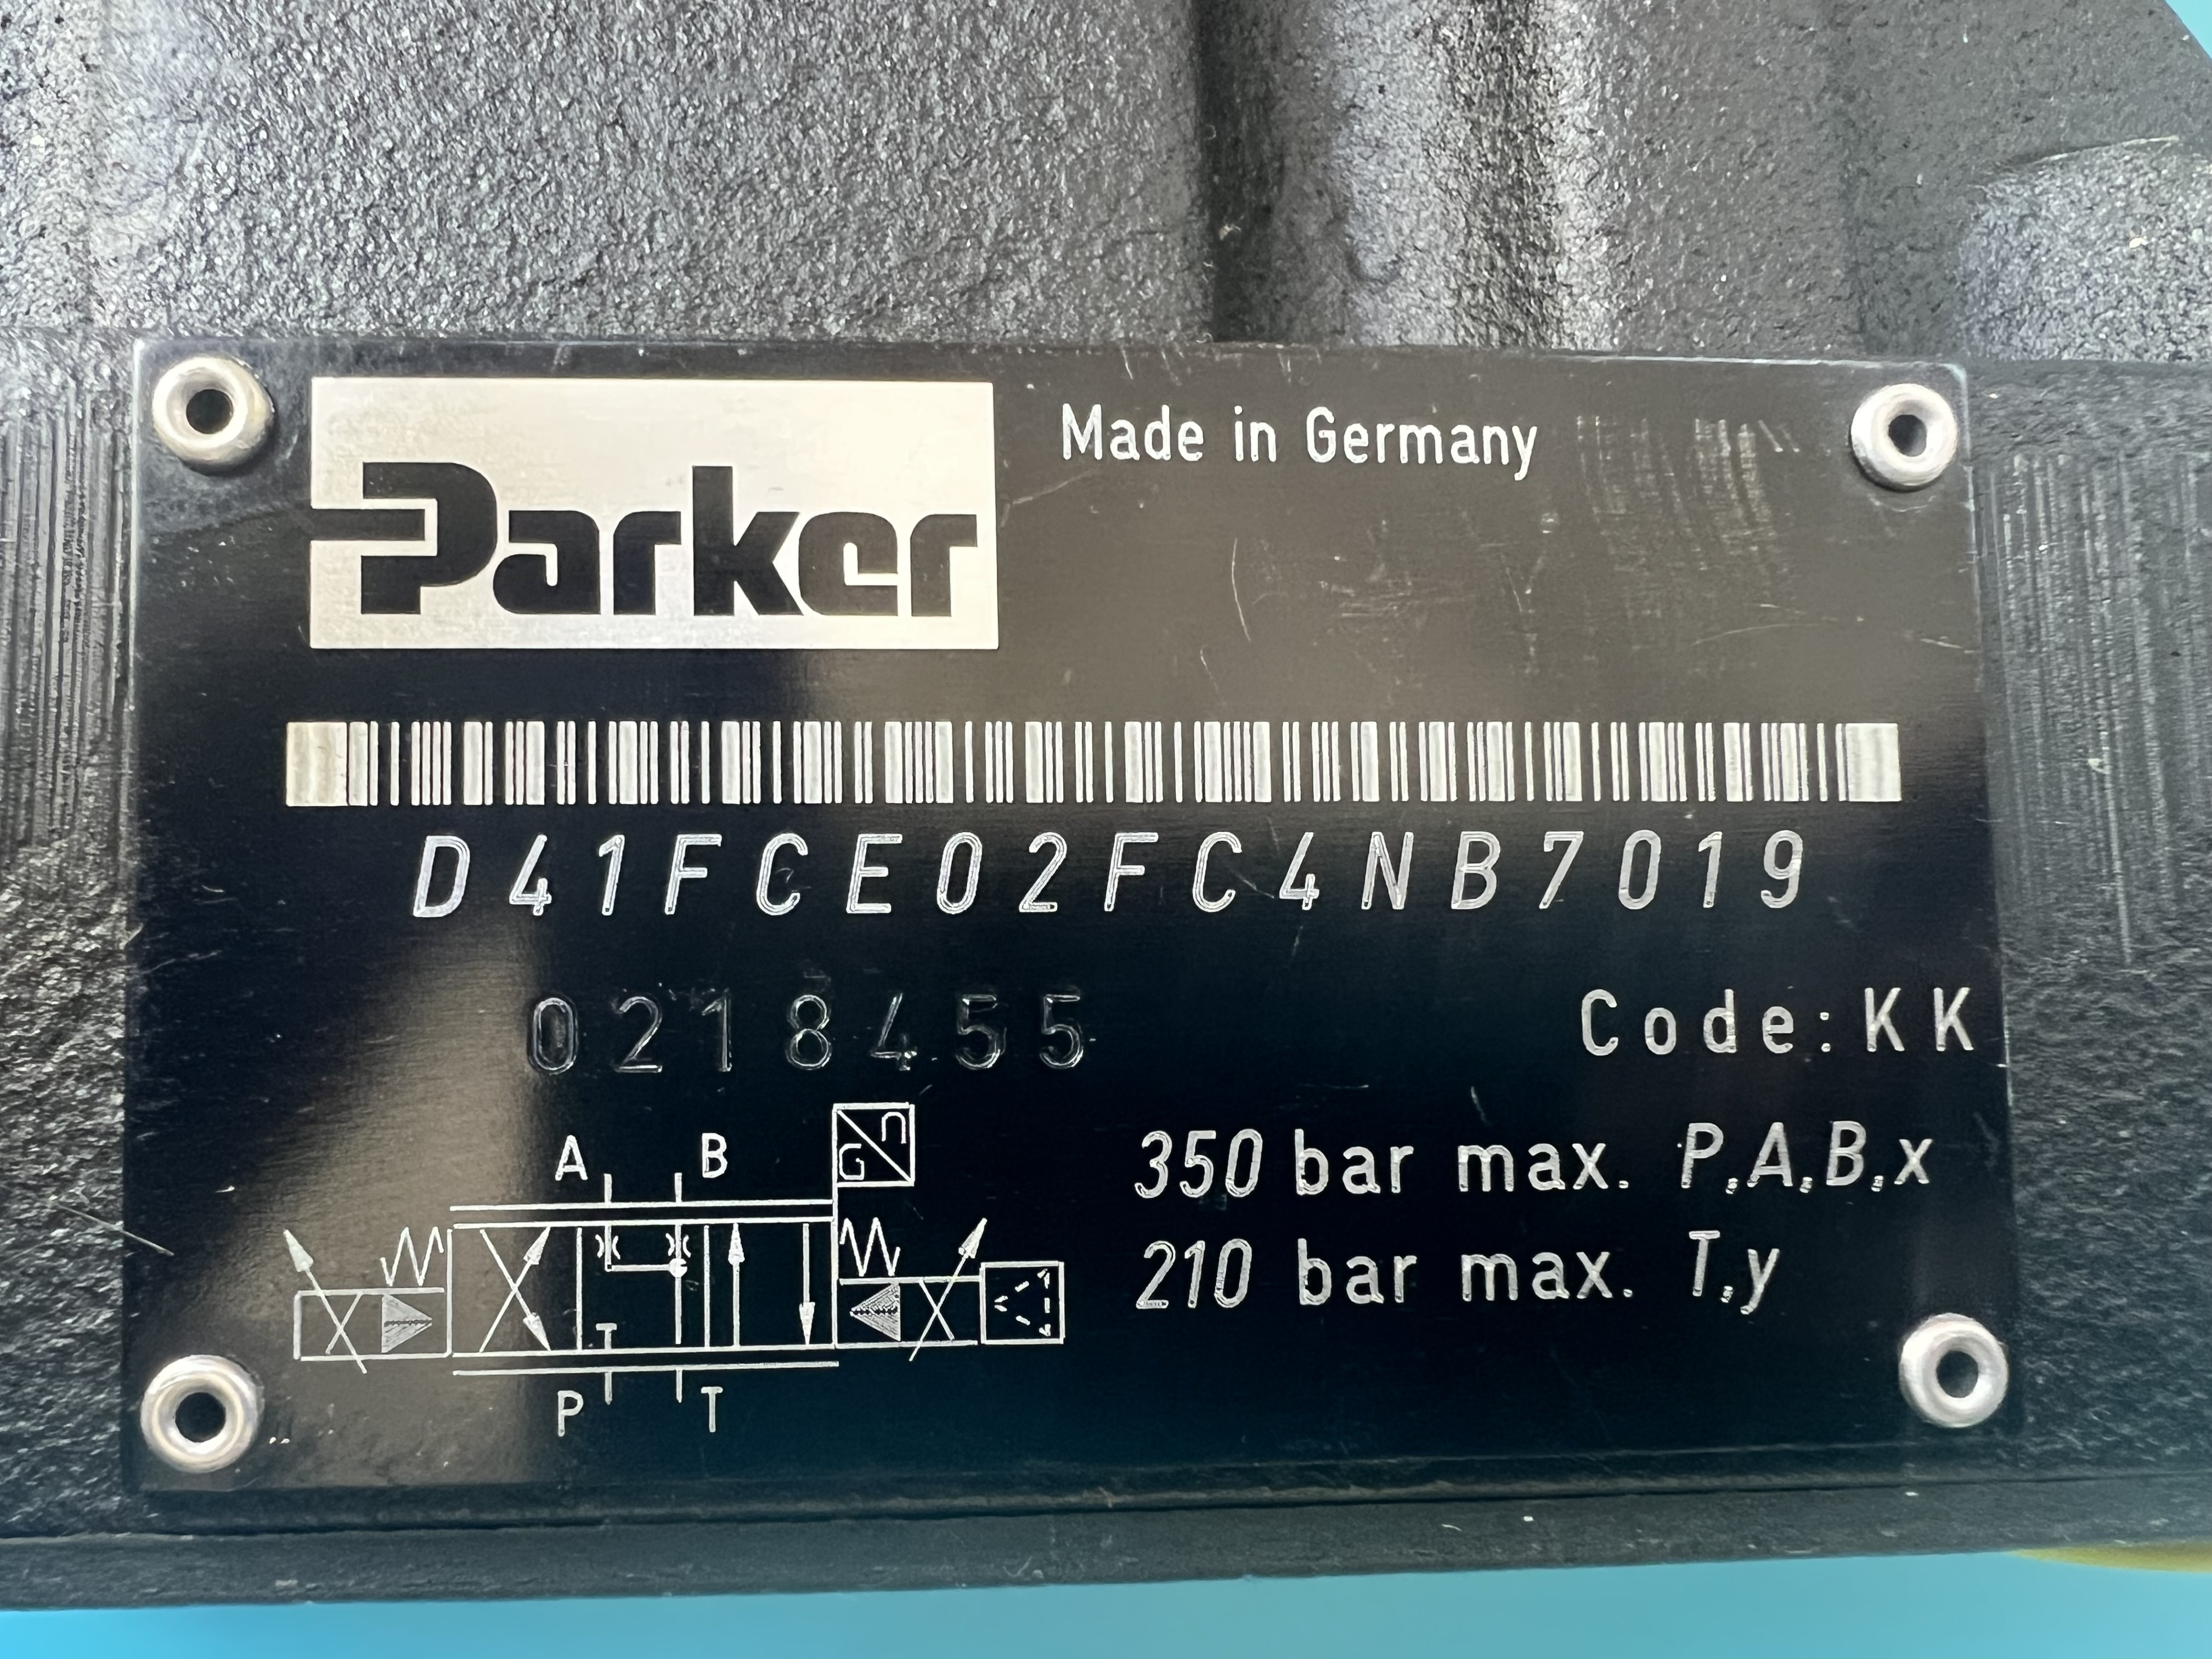 Parker
Made in Germany
D41FCE02FC4NB7019
0218455
Code:KK
A B
G U
350 bar max. P,A,B,x
210 bar max. T,y
P T